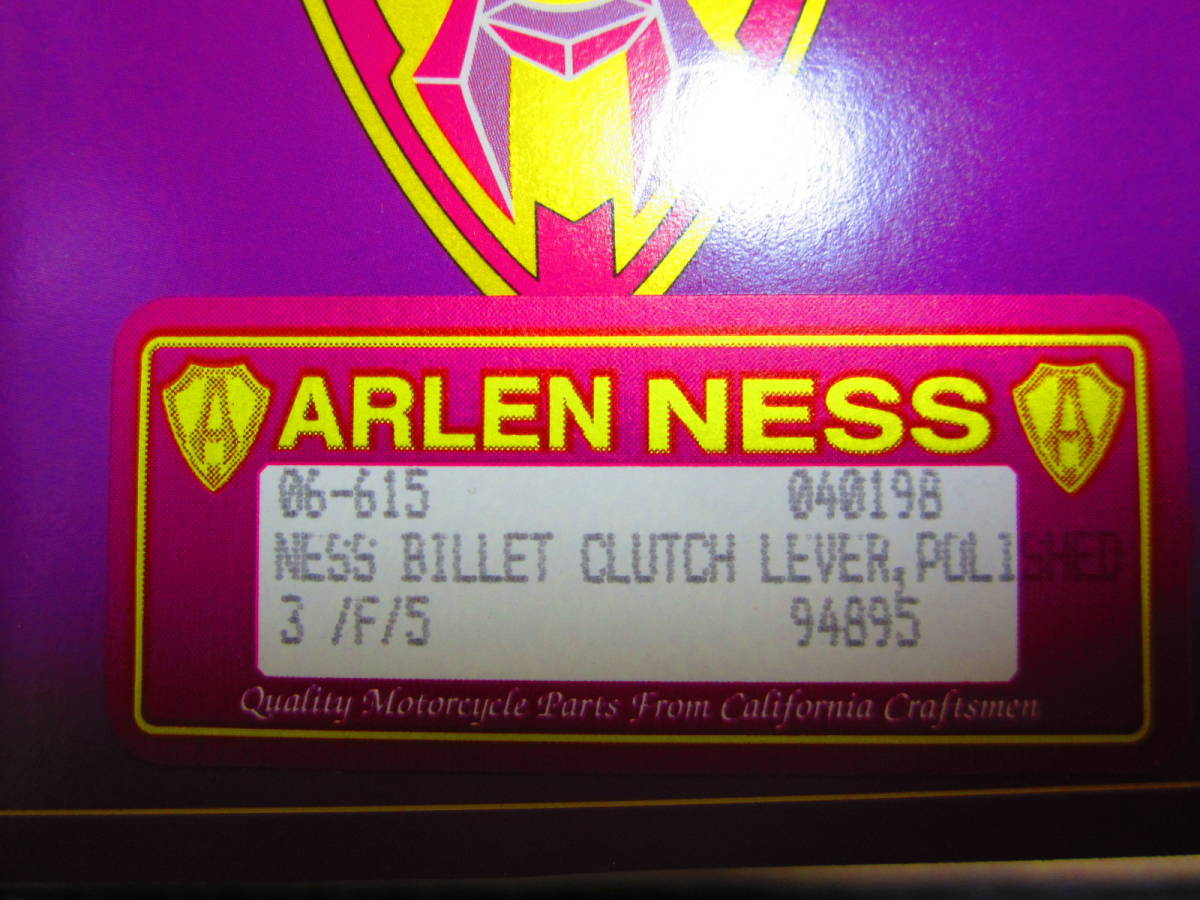 ARLEN NESS
06-615 040198
NESS BILLET CLUTCH LEVER,POLISHED
3 /F/5 94895
Quality Motorcycle Parts From California Craftsmen